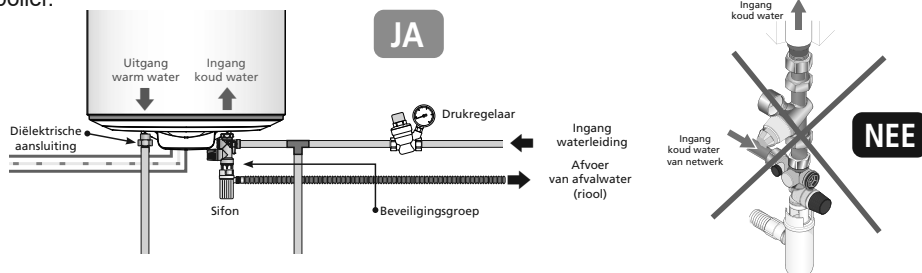 boiler.
JA
Uitgang
warm water
Ingang
koud water
Diëlektrische
aansluiting
Drukregelaar
Ingang
waterleiding
Afvoer
van afvalwater
(riool)
Sifon
Beveiligingsgroep
Ingang
koud water
Ingang
koud water
van netwerk
NEE